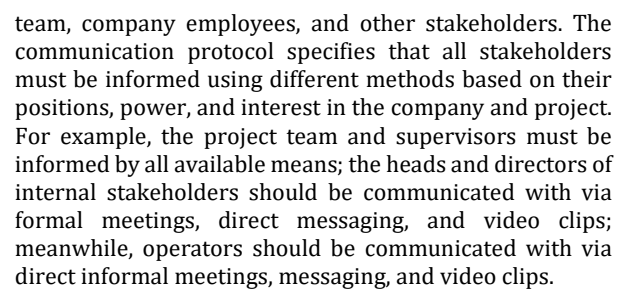 team, company employees, and other stakeholders. The
communication protocol specifies that all stakeholders
must be informed using different methods based on their
positions, power, and interest in the company and project.
For example, the project team and supervisors must be
informed by all available means; the heads and directors of
internal stakeholders should be communicated with via
formal meetings, direct messaging, and video clips;
meanwhile, operators should be communicated with via
direct informal meetings, messaging, and video clips.